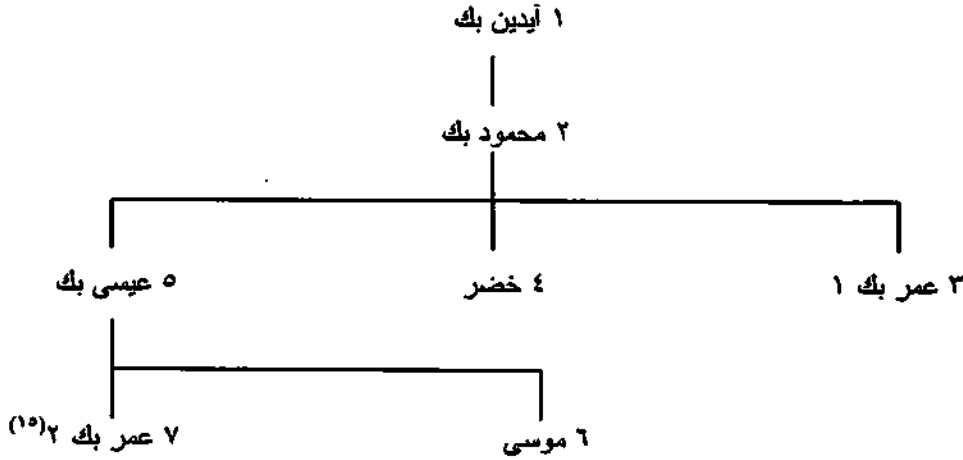 ١ آيدين بك
٢ محمود بك
٣ عمر بك ١
٤ خضر
٥ عيسى بك
٦ موسى
٧ عمر بك ٢(١٥)